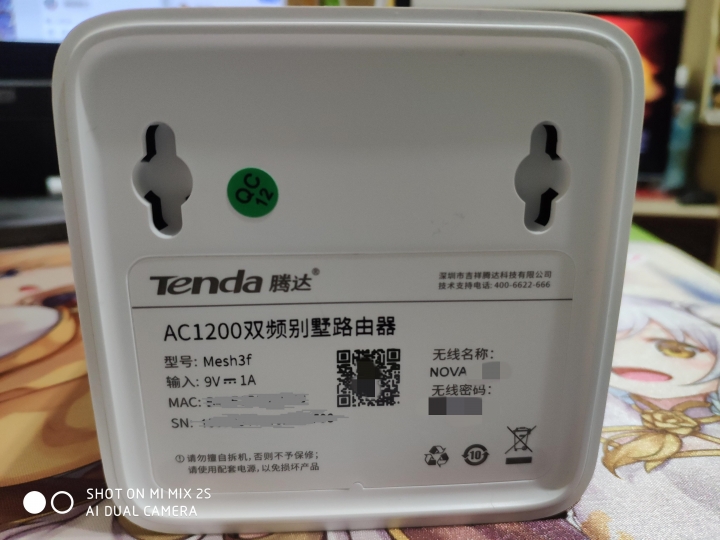 QC
12
Tenda 腾达®
深圳市吉祥腾达科技有限公司
技术支持电话: 400-6622-666
AC1200双频别墅路由器
型号: Mesh3f
输入: 9V 1A
MAC:
SN:
无线名称:
NOVA
无线密码:
请勿擅自拆机, 否则不予保修;
请使用配套电源, 以免损坏产品
10
SHOT ON MI MIX 2S
AI DUAL CAMERA